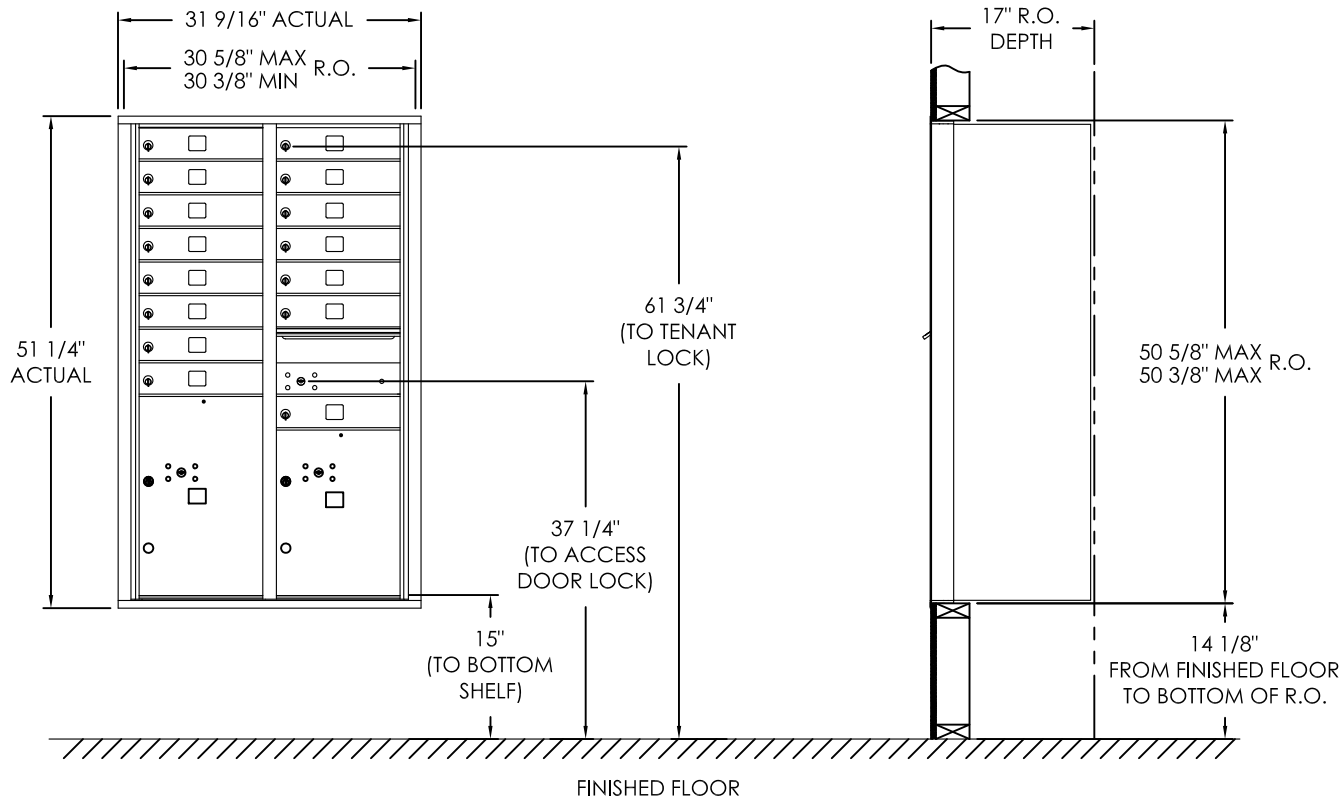 31 9/16" ACTUAL
30 5/8" MAX
30 3/8" MIN
R.O.
17" R.O.
DEPTH
51 1/4"
ACTUAL
61 3/4"
(TO TENANT
LOCK)
50 5/8" MAX
50 3/8" MAX
R.O.
37 1/4"
(TO ACCESS
DOOR LOCK)
15"
(TO BOTTOM
SHELF)
14 1/8"
FROM FINISHED FLOOR
TO BOTTOM OF R.O.
FINISHED FLOOR